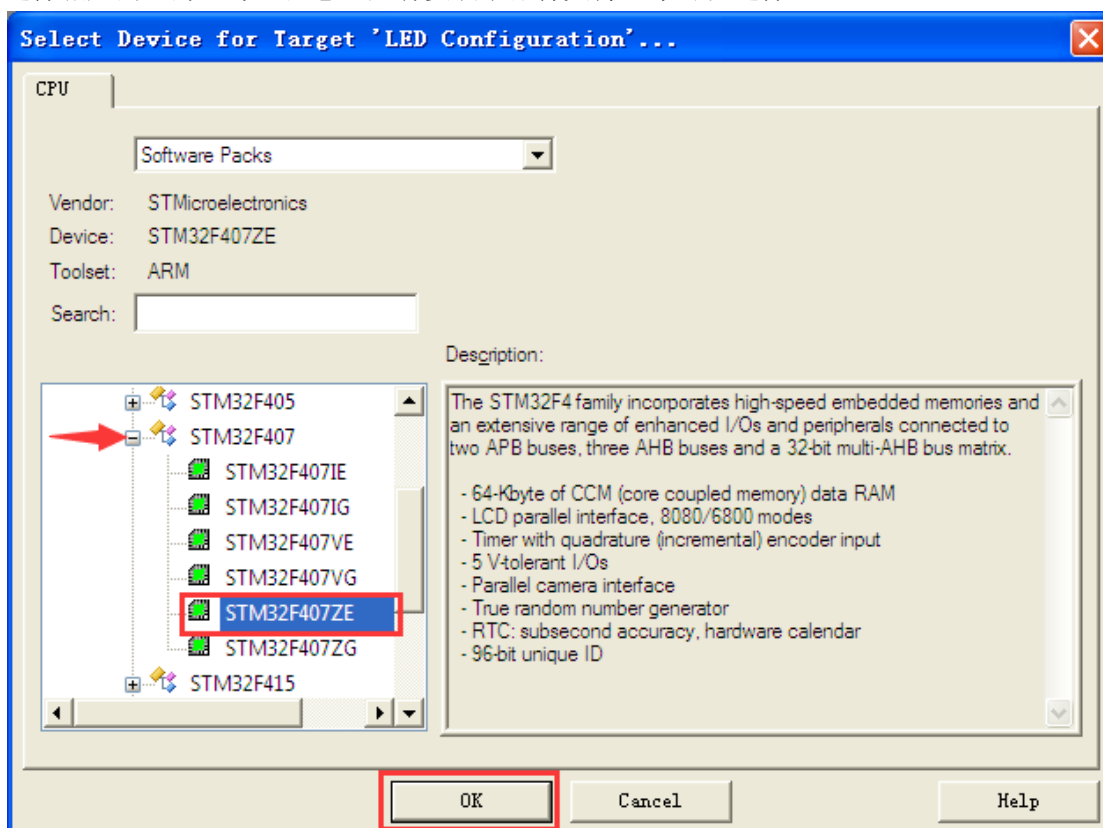 Select Device for Target 'LED Configuration'...
CPU
Software Packs
Vendor: STMicroelectronics
Device: STM32F407ZE
Toolset: ARM
Search:
Description:
STM32F405
STM32F407
STM32F407IE
STM32F407IG
STM32F407VE
STM32F407VG
STM32F407ZE
STM32F407ZG
STM32F415
The STM32F4 family incorporates high-speed embedded memories and
an extensive range of enhanced I/Os and peripherals connected to
two APB buses, three AHB buses and a 32-bit multi-AHB bus matrix.
- 64-Kbyte of CCM (core coupled memory) data RAM
- LCD parallel interface, 8080/6800 modes
- Timer with quadrature (incremental) encoder input
- 5 V-tolerant I/Os
- Parallel camera interface
- True random number generator
- RTC: subsecond accuracy, hardware calendar
- 96-bit unique ID
OK
Cancel
Help